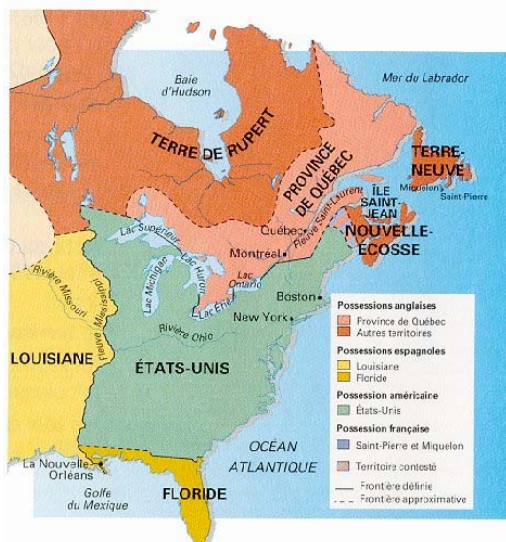 Baie
d'Hudson
Mer du Labrador
TERRE DE RUPERT
PROVINCE
DE QUÉBEC
TERRE-
NEUVE
Miquelon
Saint-Pierre
ÎLE
SAINT-
JEAN
Fleuve Saint-Laurent
Québec
NOUVELLE-
ECOSSE
Montréal
Lac Supérieur
Lac Huron
Lac Michigan
Lac
Ontario
Lac Érié
Boston
New York
Rivière Missouri
Fleuve Mississipi
Rivière Ohio
LOUISIANE
ÉTATS-UNIS
OCÉAN
ATLANTIQUE
La Nouvelle
Orléans
Golfe
du Mexique
FLORIDE
Possessions anglaises
Province de Québec
Autres territoires
Possessions espagnoles
Louisiane
Floride
Possession américaine
États-Unis
Possession française
Saint-Pierre et Miquelon
Territoire contesté
Frontière définie
Frontière approximative